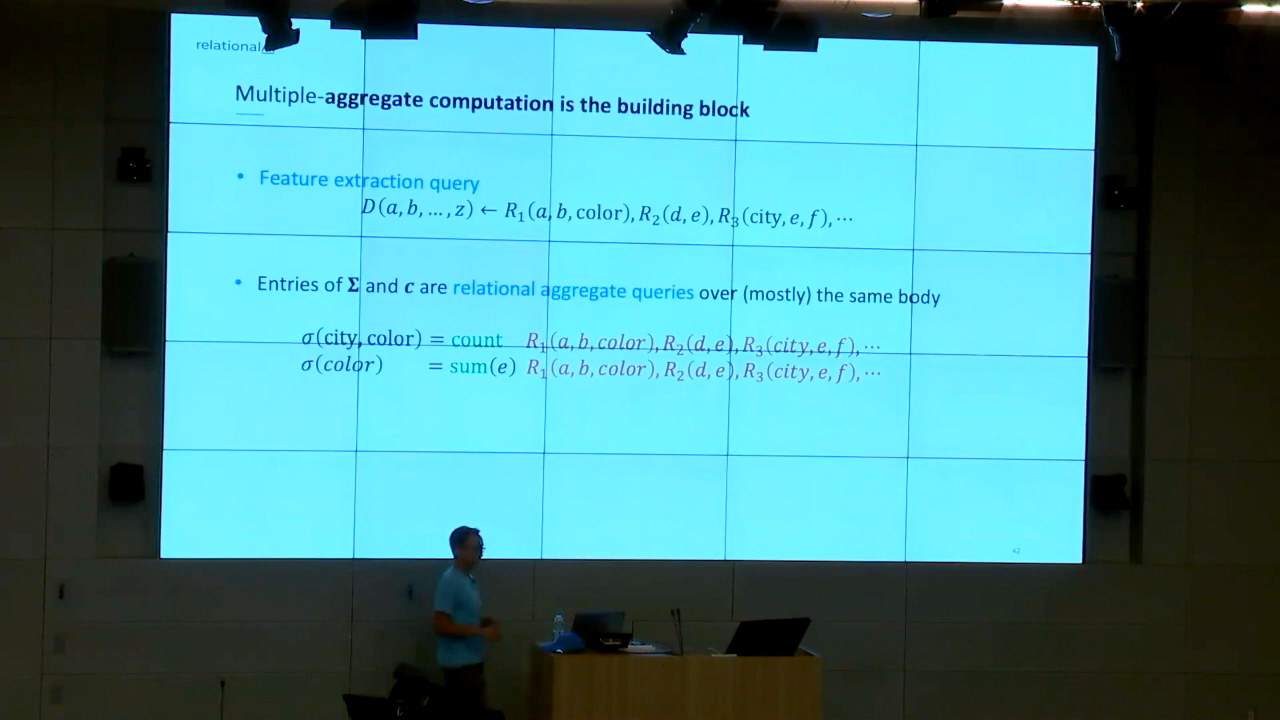 relational
Multiple-aggregate computation is the building block
• Feature extraction query
D(a, b, …, z) ← R₁(a, b, color), R₂(d, e), R₃(city, e, f), ⋯
• Entries of Σ and c are relational aggregate queries over (mostly) the same body
σ(city, color) = count R₁(a, b, color), R₂(d, e), R₃(city, e, f), ⋯
σ(color) = sum(e) R₁(a, b, color), R₂(d, e), R₃(city, e, f), ⋯
42